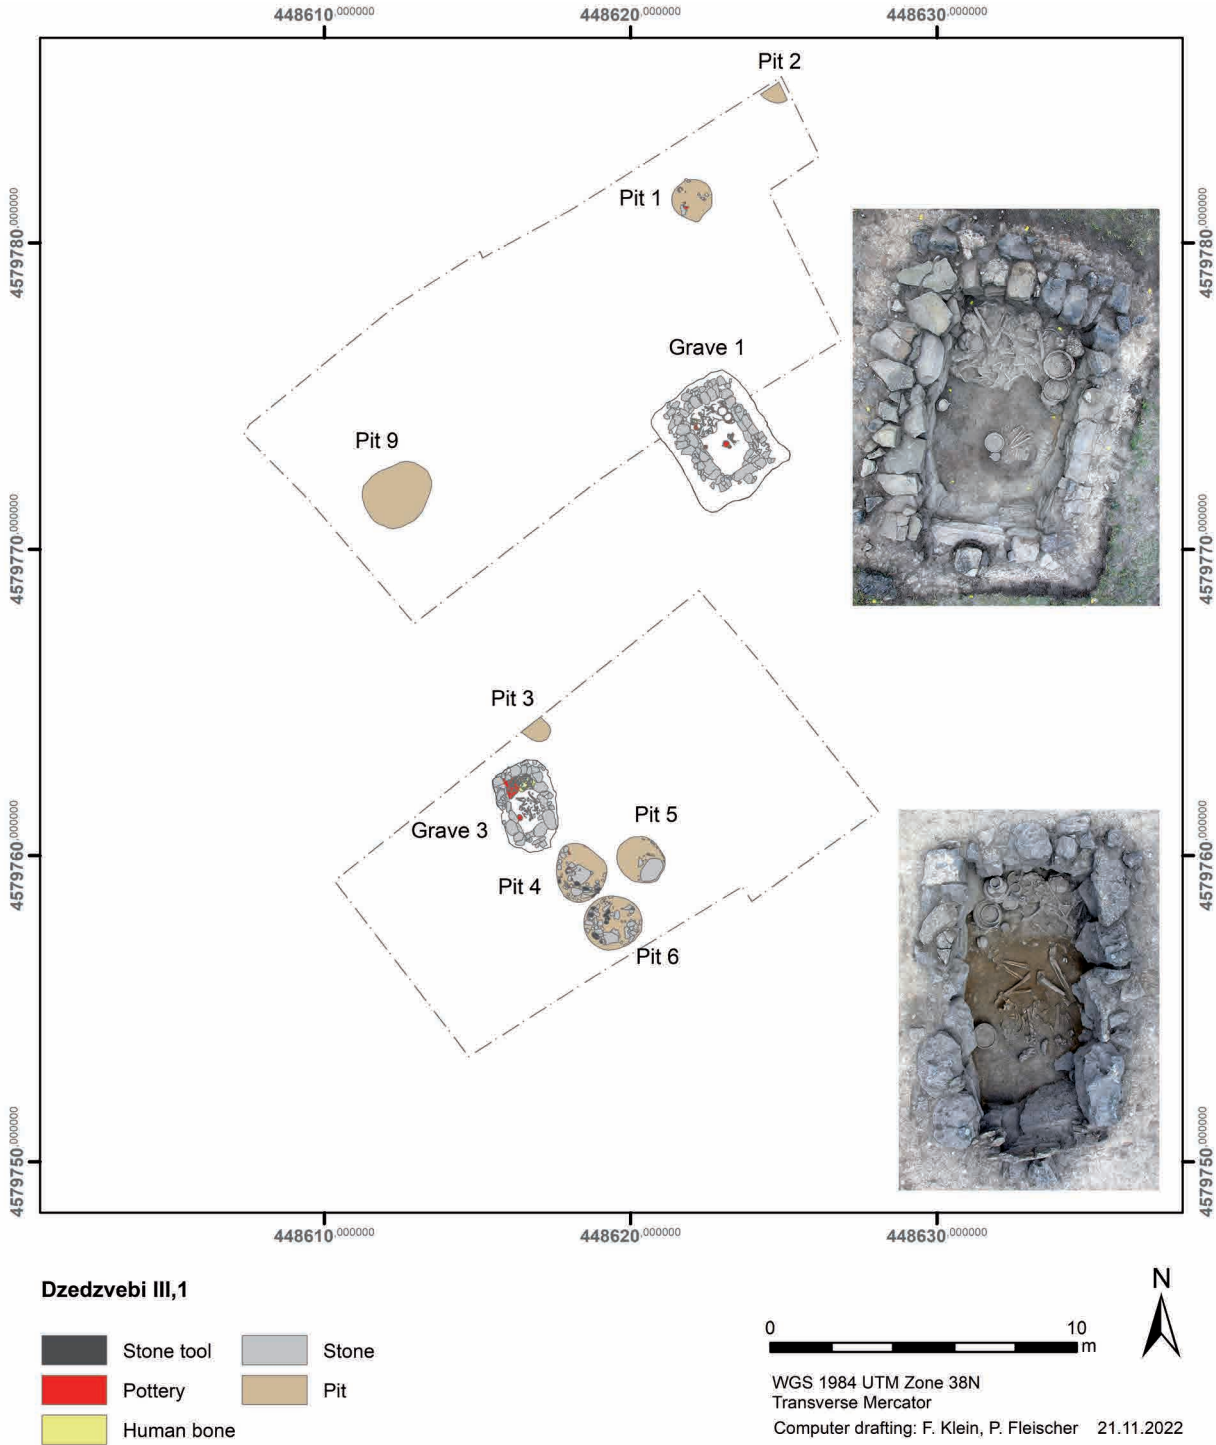 448610,000000 448620,000000 448630,000000
Pit 2
Pit 1
4579780,000000 4579780,000000
Grave 1
Pit 9
4579770,000000 4579770,000000
Pit 3
Grave 3
Pit 5
4579760,000000 4579760,000000
Pit 4
Pit 6
4579750,000000 4579750,000000
448610,000000 448620,000000 448630,000000
Dzedzvebi III,1
Stone tool Stone
Pottery Pit
Human bone
N
0 10
m
WGS 1984 UTM Zone 38N
Transverse Mercator
Computer drafting: F. Klein, P. Fleischer 21.11.2022